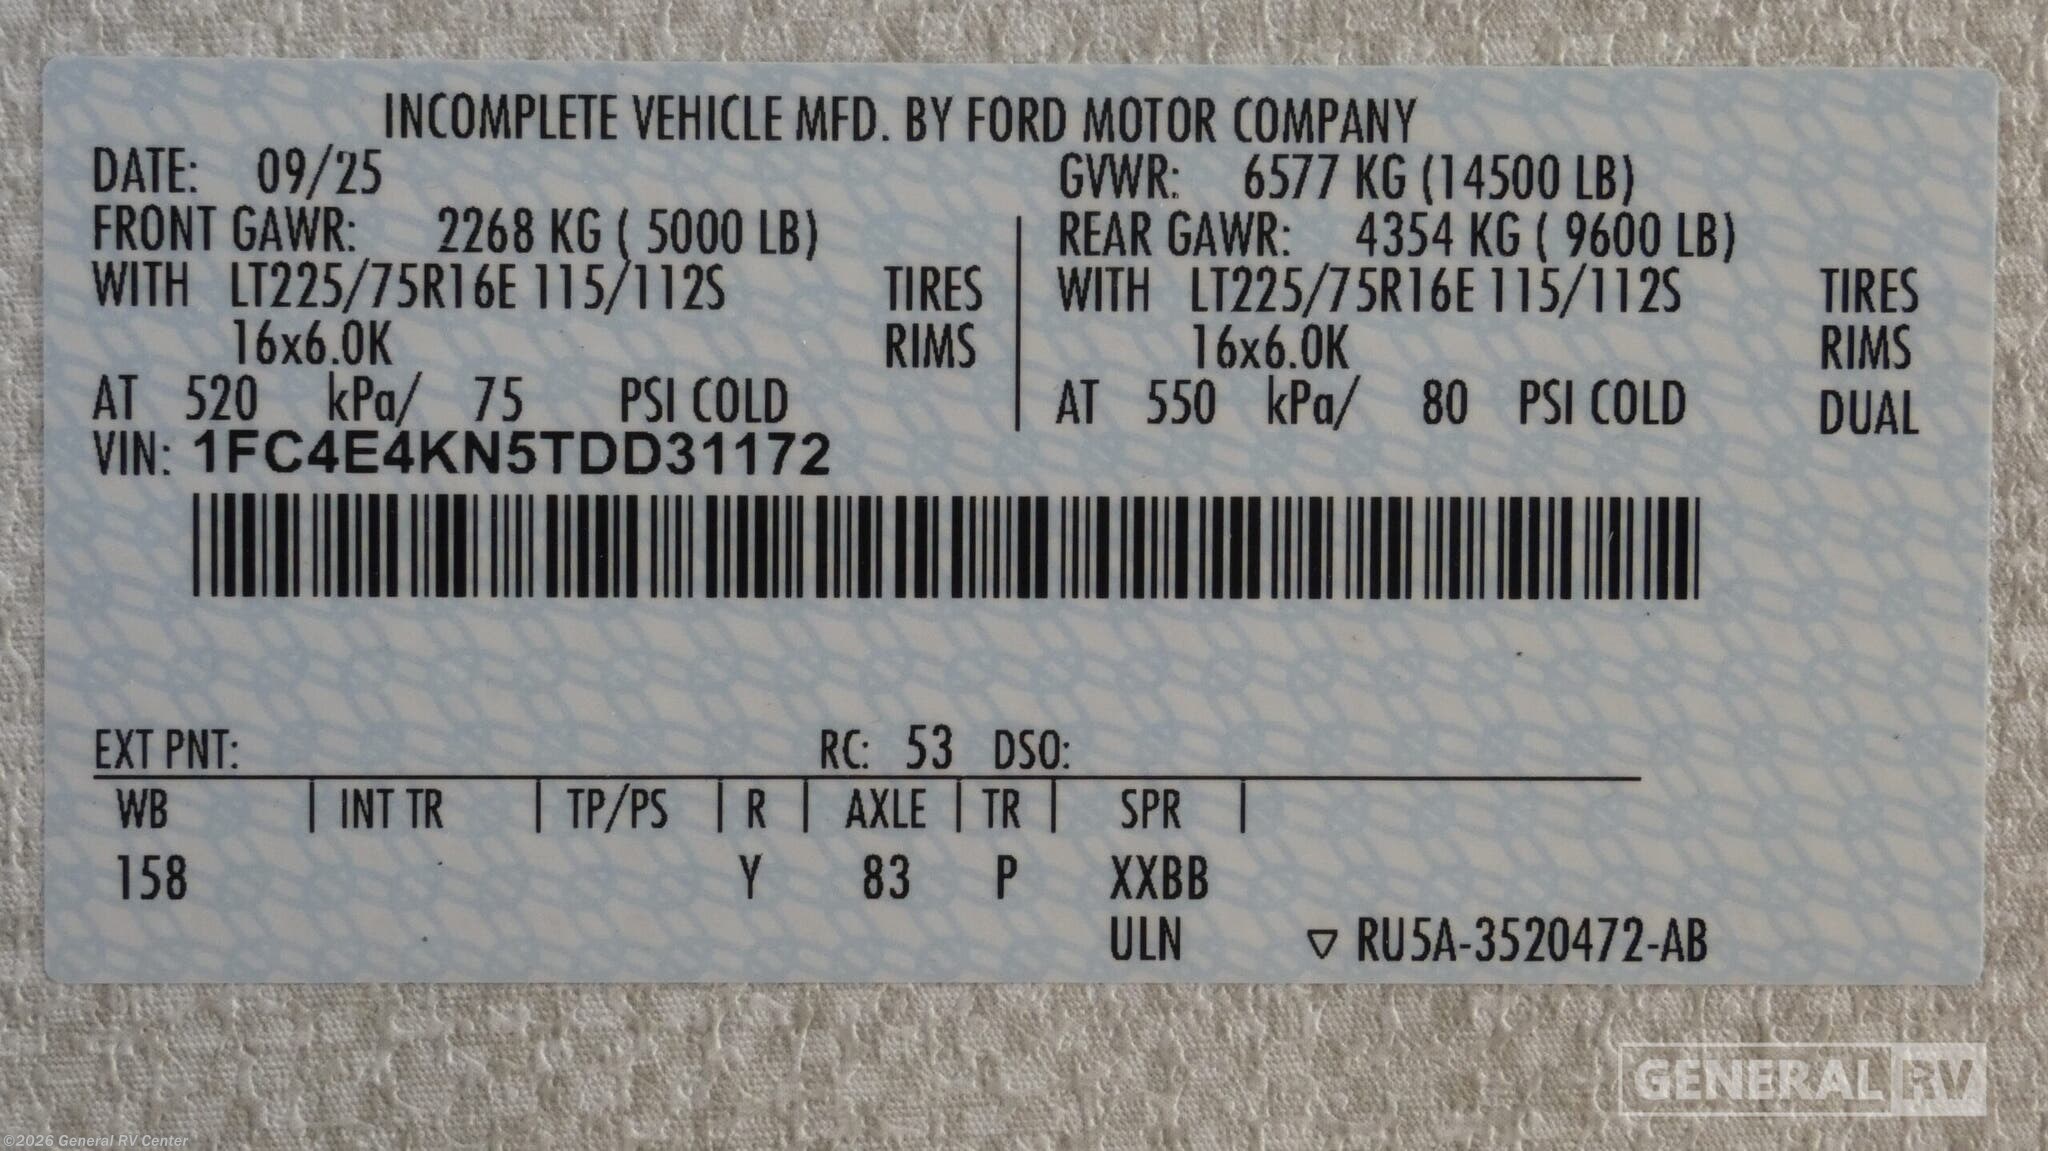 INCOMPLETE VEHICLE MFD. BY FORD MOTOR COMPANY
DATE: 09/25 GVWR: 6577 KG (14500 LB)
FRONT GAWR: 2268 KG ( 5000 LB) REAR GAWR: 4354 KG ( 9600 LB)
WITH LT225/75R16E 115/112S TIRES WITH LT225/75R16E 115/112S TIRES
16x6.0K RIMS 16x6.0K RIMS
AT 520 kPa/ 75 PSI COLD AT 550 kPa/ 80 PSI COLD DUAL
VIN: 1FC4E4KN5TDD31172
EXT PNT: RC: 53 DSO:
WB | INT TR | TP/PS | R | AXLE | TR | SPR |
158 Y 83 P XXBB
ULN ▽ RU5A-3520472-AB
GENERAL RV
©2026 General RV Center